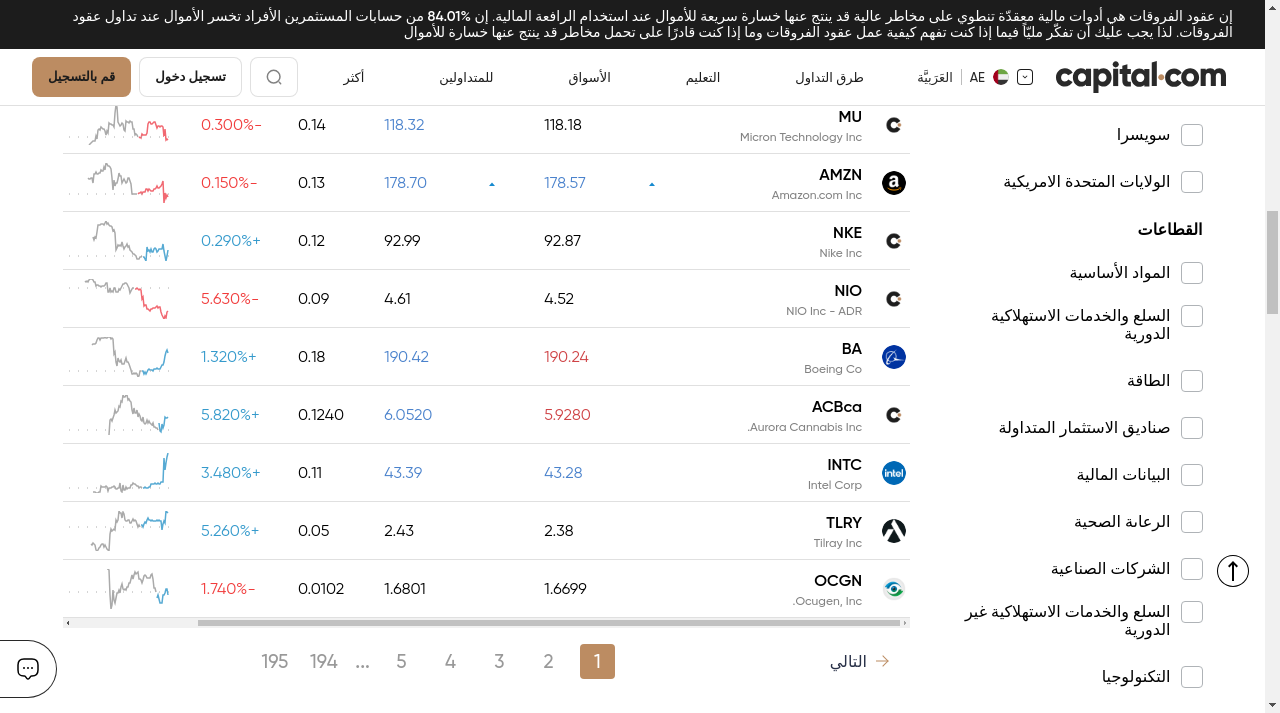 إن عقود الفروقات هي أدوات مالية معقدّة تنطوي على مخاطر عالية قد ينتج عنها خسارة سريعة للأموال عند استخدام الرافعة المالية. إن 84.01% من حسابات المستثمرين الأفراد تخسر الأموال عند تداول عقود
الفروقات. لذا يجب عليك أن تفكّر مليًّا فيما إذا كنت تفهم كيفية عمل عقود الفروقات وما إذا كنت قادرًا على تحمل مخاطر قد ينتج عنها خسارة للأموال
capital.com
AE العَرَبيَّة
طرق التداول
التعليم
الأسواق
للمتداولين
أكثر
تسجيل دخول
قم بالتسجيل
سويسرا
الولايات المتحدة الامريكية
القطاعات
المواد الأساسية
السلع والخدمات الاستهلاكية
الدورية
الطاقة
صناديق الاستثمار المتداولة
البيانات المالية
الرعاىة الصحية
الشركات الصناعية
السلع والخدمات الاستهلاكية غير
الدورية
التكنولوجيا
MU 118.18 118.32 0.14 0.300%-
Micron Technology Inc
AMZN 178.57 178.70 0.13 0.150%-
Amazon.com Inc
NKE 92.87 92.99 0.12 0.290%+
Nike Inc
NIO 4.52 4.61 0.09 5.630%-
NIO Inc - ADR
BA 190.24 190.42 0.18 1.320%+
Boeing Co
ACBca 5.9280 6.0520 0.1240 5.820%+
.Aurora Cannabis Inc
intel INTC 43.28 43.39 0.11 3.480%+
Intel Corp
TLRY 2.38 2.43 0.05 5.260%+
Tilray Inc
OCGN 1.6699 1.6801 0.0102 1.740%-
.Ocugen, Inc
التالي
1 2 3 4 5 ... 194 195